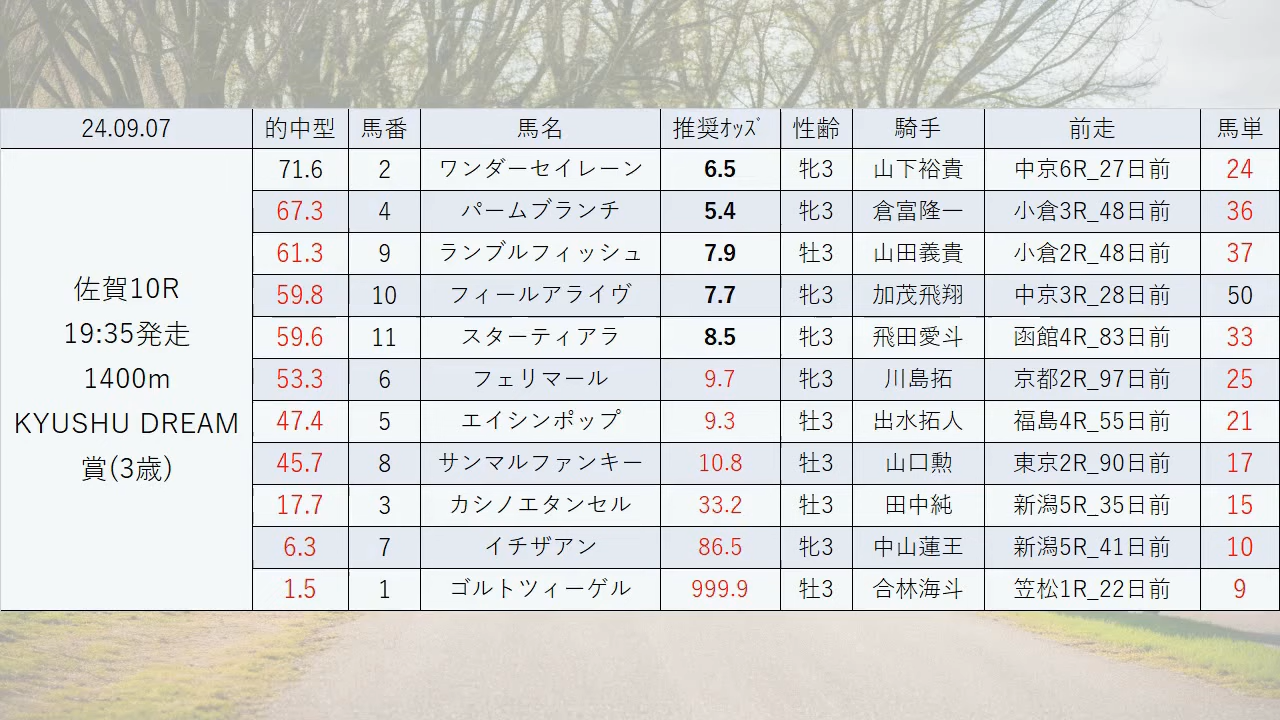 24.09.07 的中型 馬番 馬名 推奨ｵｯｽﾞ 性齢 騎手 前走 馬単
佐賀10R
19:35発走
1400m
KYUSHU DREAM
賞(3歳)
71.6 2 ワンダーセイレーン 6.5 牝3 山下裕貴 中京6R_27日前 24
67.3 4 パームブランチ 5.4 牝3 倉富隆一 小倉3R_48日前 36
61.3 9 ランブルフィッシュ 7.9 牡3 山田義貴 小倉2R_48日前 37
59.8 10 フィールアライヴ 7.7 牝3 加茂飛翔 中京3R_28日前 50
59.6 11 スターティアラ 8.5 牝3 飛田愛斗 函館4R_83日前 33
53.3 6 フェリマール 9.7 牝3 川島拓 京都2R_97日前 25
47.4 5 エイシンポップ 9.3 牡3 出水拓人 福島4R_55日前 21
45.7 8 サンマルファンキー 10.8 牡3 山口勲 東京2R_90日前 17
17.7 3 カシノエタンセル 33.2 牡3 田中純 新潟5R_35日前 15
6.3 7 イチザアン 86.5 牝3 中山蓮王 新潟5R_41日前 10
1.5 1 ゴルトツィーゲル 999.9 牡3 合林海斗 笠松1R_22日前 9